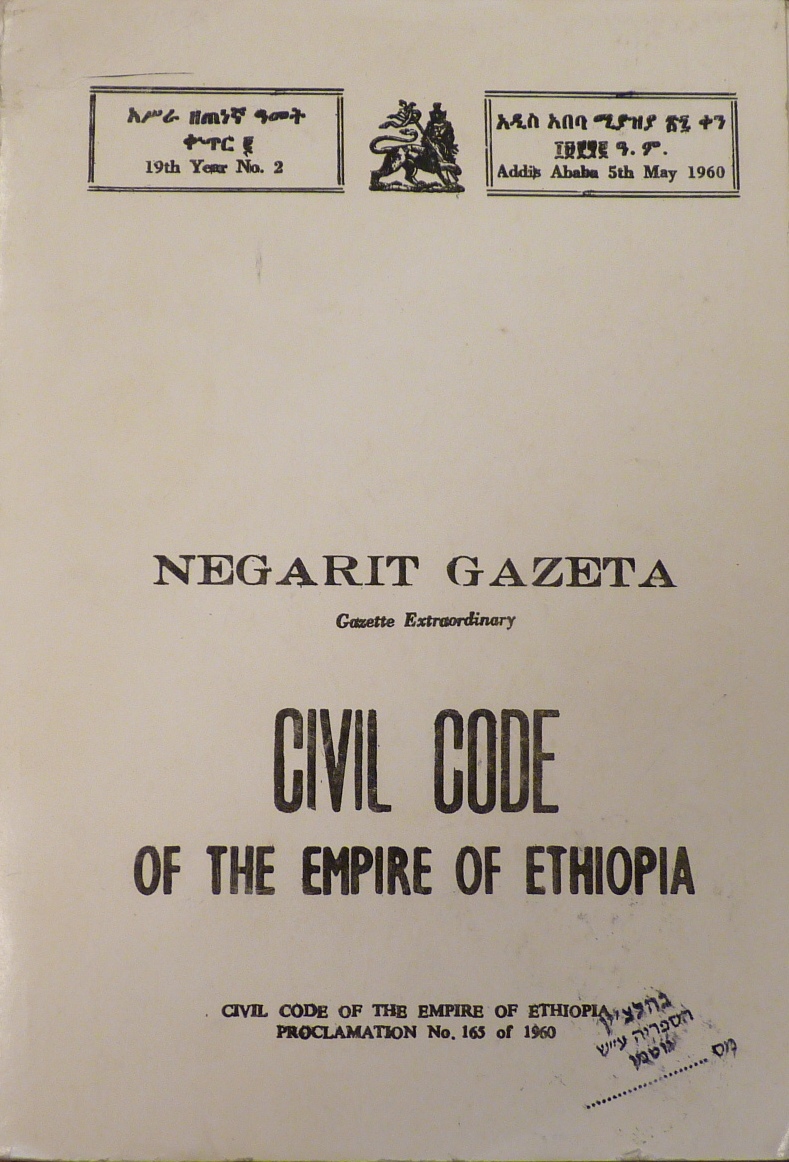 አሥራ ዘጠነኛ ዓመት
ቍጥር ፪
19th Year No. 2
አዲስ አበባ ሚያዝያ ፳፯ ቀን
፲፱፻፶፪ ዓ. ም.
Addis Ababa 5th May 1960
NEGARIT GAZETA
Gazette Extraordinary
CIVIL CODE
OF THE EMPIRE OF ETHIOPIA
CIVIL CODE OF THE EMPIRE OF ETHIOPIA
PROCLAMATION No. 165 of 1960
הספריה ע״ש
מס